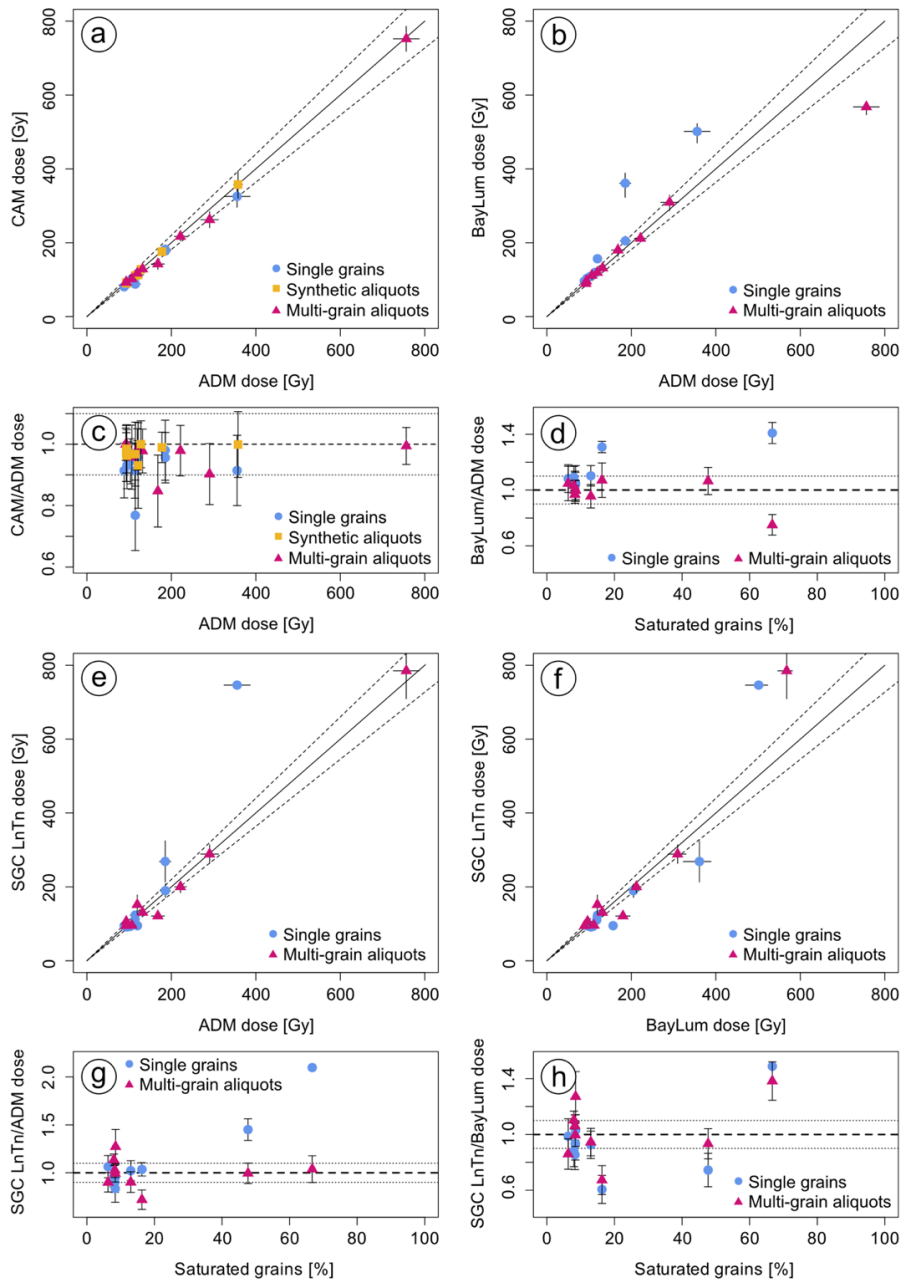 a
CAM dose [Gy]
800
600
400
200
0
Single grains
Synthetic aliquots
Multi-grain aliquots
0 200 400 600 800
ADM dose [Gy]
b
BayLum dose [Gy]
800
600
400
200
0
Single grains
Multi-grain aliquots
0 200 400 600 800
ADM dose [Gy]
c
CAM/ADM dose
1.0
0.8
0.6
Single grains
Synthetic aliquots
Multi-grain aliquots
0 200 400 600 800
ADM dose [Gy]
d
BayLum/ADM dose
1.4
1.0
0.6
Single grains Multi-grain aliquots
0 20 40 60 80 100
Saturated grains [%]
e
SGC LnTn dose [Gy]
800
600
400
200
0
Single grains
Multi-grain aliquots
0 200 400 600 800
ADM dose [Gy]
f
SGC LnTn dose [Gy]
800
600
400
200
0
Single grains
Multi-grain aliquots
0 200 400 600 800
BayLum dose [Gy]
g
SGC LnTn/ADM dose
2.0
1.5
1.0
Single grains
Multi-grain aliquots
0 20 40 60 80 100
Saturated grains [%]
h
SGC LnTn/BayLum dose
1.4
1.0
0.6
Single grains
Multi-grain aliquots
0 20 40 60 80 100
Saturated grains [%]